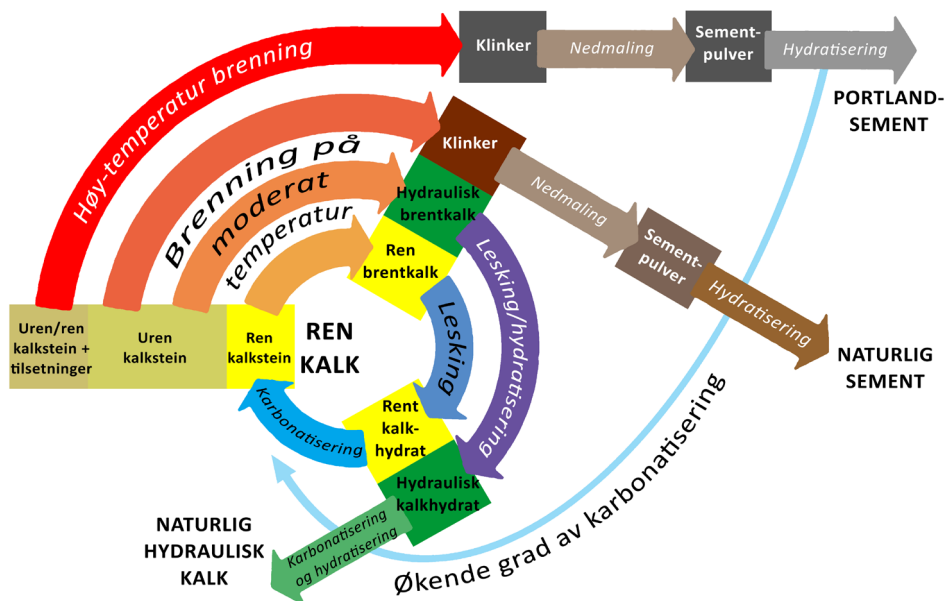 Høy-temperatur brenning
Klinker
Nedmaling
Sement-
pulver
Hydratisering
PORTLAND-
SEMENT
Brenning på
moderat
temperatur
Klinker
Hydraulisk
brentkalk
Ren
brentkalk
Nedmaling
Sement-
pulver
Hydratisering
NATURLIG
SEMENT
Uren/ren
kalkstein +
tilsetninger
Uren
kalkstein
Ren
kalkstein
REN
KALK
Lesking
Lesking/hydratisering
Karbonatisering
Rent
kalk-
hydrat
Hydraulisk
kalkhydrat
Karbonatisering
og hydratisering
NATURLIG
HYDRAULISK
KALK
Økende grad av karbonatisering